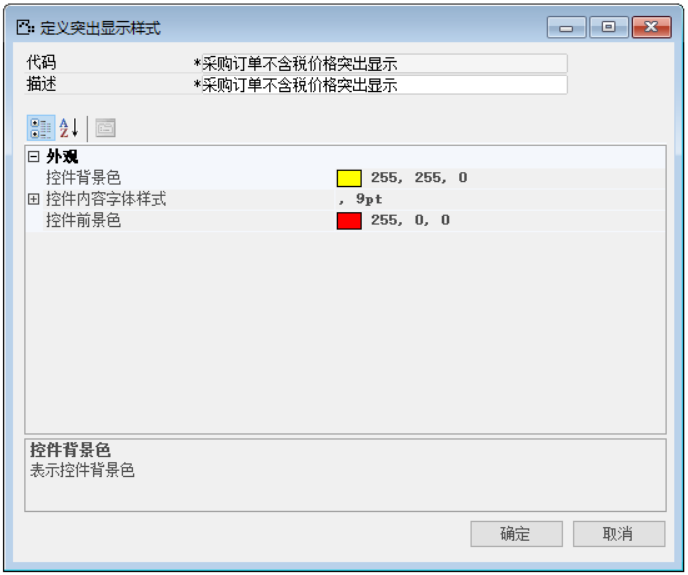 定义突出显示样式
代码 *采购订单不含税价格突出显示
描述 *采购订单不含税价格突出显示
外观
控件背景色 255, 255, 0
控件内容字体样式 , 9pt
控件前景色 255, 0, 0
控件背景色
表示控件背景色
确定 取消